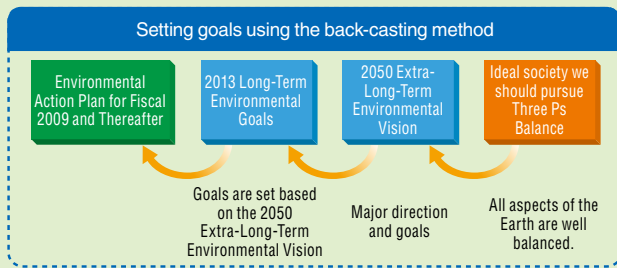 Setting goals using the back-casting method
Environmental
Action Plan for Fiscal
2009 and Thereafter
2013 Long-Term
Environmental
Goals
2050 Extra-
Long-Term
Environmental
Vision
Ideal society we
should pursue
Three Ps
Balance
Goals are set based
on the 2050
Extra-Long-Term
Environmental Vision
Major direction
and goals
All aspects of the
Earth are well
balanced.